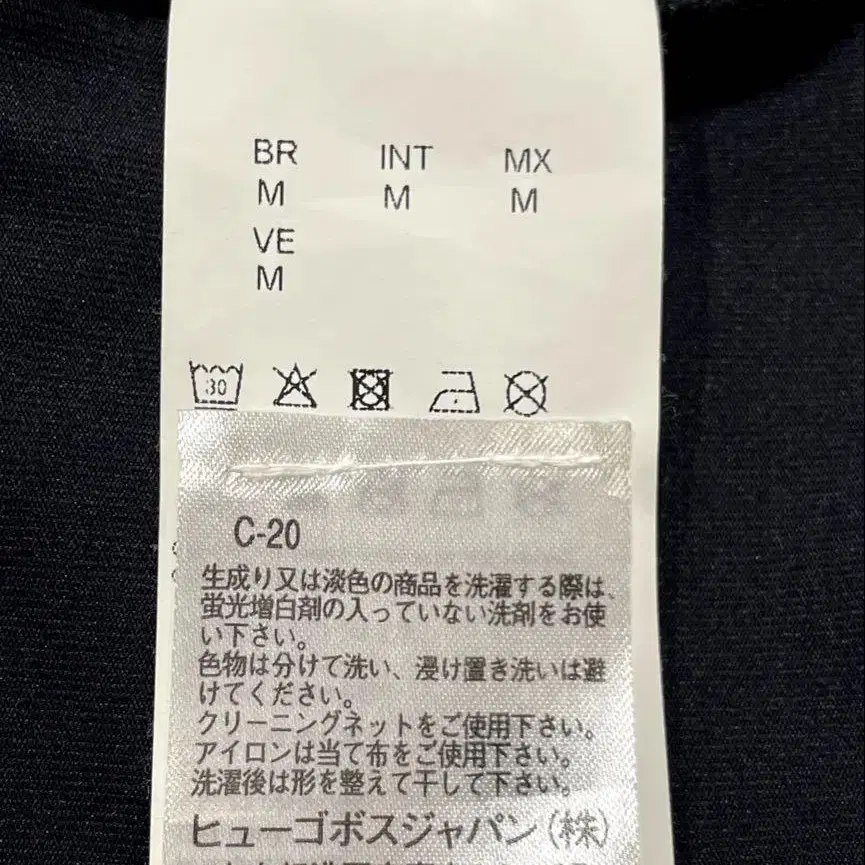 BR INT MX
M M M
VE
M
30
C-20
生成り又は淡色の商品を洗濯する際は、
蛍光増白剤の入っていない洗剤をお使
い下さい。
色物は分けて洗い、浸け置き洗いは避
けてください。
クリーニングネットをご使用下さい。
アイロンは当て布をご使用下さい。
洗濯後は形を整えて干して下さい。
ヒューゴボスジャパン(株)